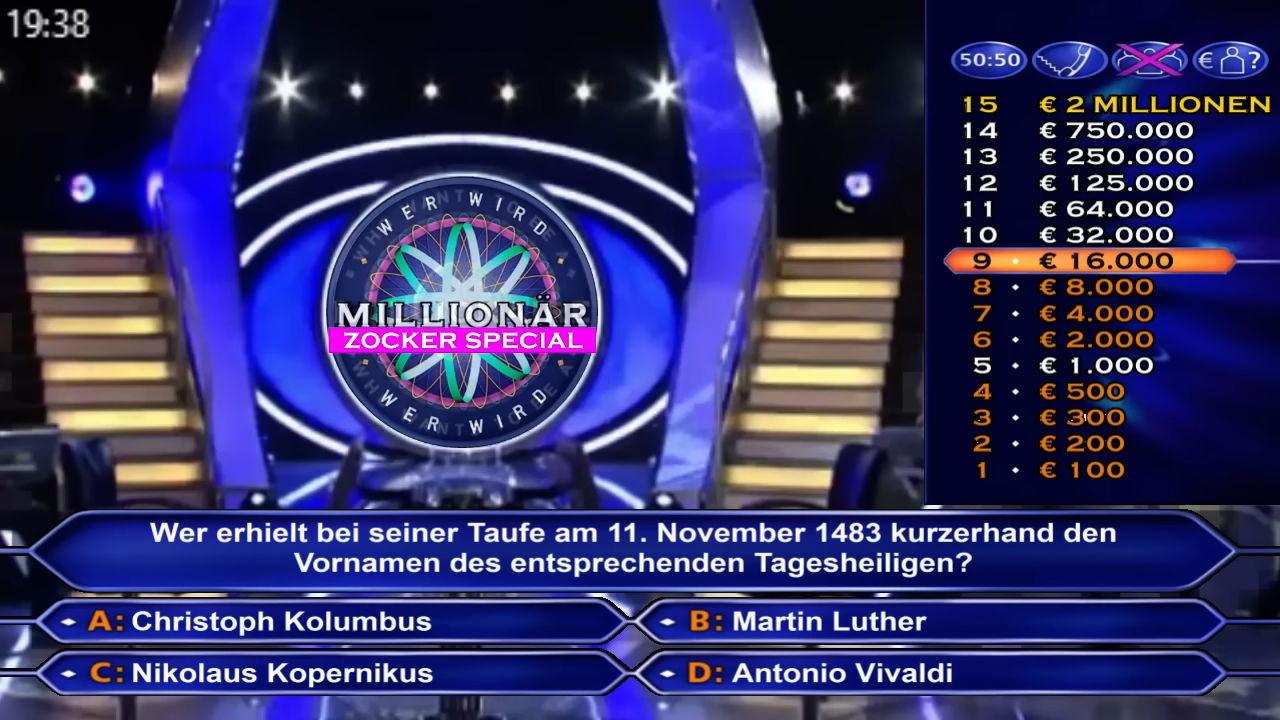 19:38
50:50
€ ?
15 € 2 MILLIONEN
14 € 750.000
13 € 250.000
12 € 125.000
11 € 64.000
10 € 32.000
9 € 16.000
8 € 8.000
7 € 4.000
6 € 2.000
5 € 1.000
4 € 500
3 € 300
2 € 200
1 € 100
WER WIRD
MILLIONÄR
ZOCKER SPECIAL
WER WIRD
Wer erhielt bei seiner Taufe am 11. November 1483 kurzerhand den
Vornamen des entsprechenden Tagesheiligen?
A: Christoph Kolumbus
B: Martin Luther
C: Nikolaus Kopernikus
D: Antonio Vivaldi